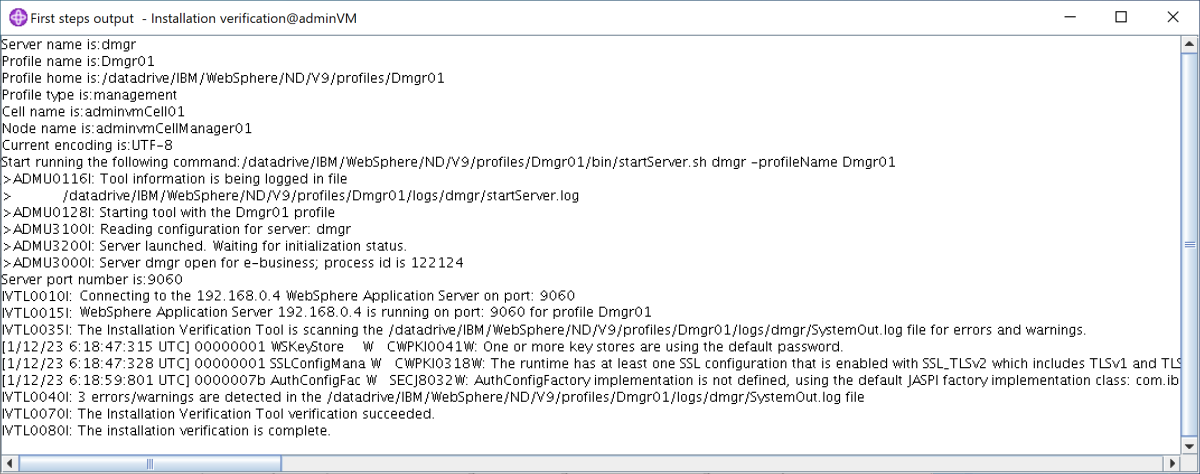 First steps output - Installation verification@adminVM
Server name is:dmgr
Profile name is:Dmgr01
Profile home is:/datadrive/IBM/WebSphere/ND/V9/profiles/Dmgr01
Profile type is:management
Cell name is:adminvmCell01
Node name is:adminvmCellManager01
Current encoding is:UTF-8
Start running the following command:/datadrive/IBM/WebSphere/ND/V9/profiles/Dmgr01/bin/startServer.sh dmgr -profileName Dmgr01
>ADMU0116I: Tool information is being logged in file
> /datadrive/IBM/WebSphere/ND/V9/profiles/Dmgr01/logs/dmgr/startServer.log
>ADMU0128I: Starting tool with the Dmgr01 profile
>ADMU3100I: Reading configuration for server: dmgr
>ADMU3200I: Server launched. Waiting for initialization status.
>ADMU3000I: Server dmgr open for e-business; process id is 122124
Server port number is:9060
IVTL0010I: Connecting to the 192.168.0.4 WebSphere Application Server on port: 9060
IVTL0015I: WebSphere Application Server 192.168.0.4 is running on port: 9060 for profile Dmgr01
IVTL0035I: The Installation Verification Tool is scanning the /datadrive/IBM/WebSphere/ND/V9/profiles/Dmgr01/logs/dmgr/SystemOut.log file for errors and warnings.
[1/12/23 6:18:47:315 UTC] 00000001 WSKeyStore W CWPKI0041W: One or more key stores are using the default password.
[1/12/23 6:18:47:328 UTC] 00000001 SSLConfigMana W CWPKI0318W: The runtime has at least one SSL configuration that is enabled with SSL_TLSv2 which includes TLSv1 and TLS
[1/12/23 6:18:59:801 UTC] 0000007b AuthConfigFac W SECJ8032W: AuthConfigFactory implementation is not defined, using the default JASPI factory implementation class: com.ib
IVTL0040I: 3 errors/warnings are detected in the /datadrive/IBM/WebSphere/ND/V9/profiles/Dmgr01/logs/dmgr/SystemOut.log file
IVTL0070I: The Installation Verification Tool verification succeeded.
IVTL0080I: The installation verification is complete.